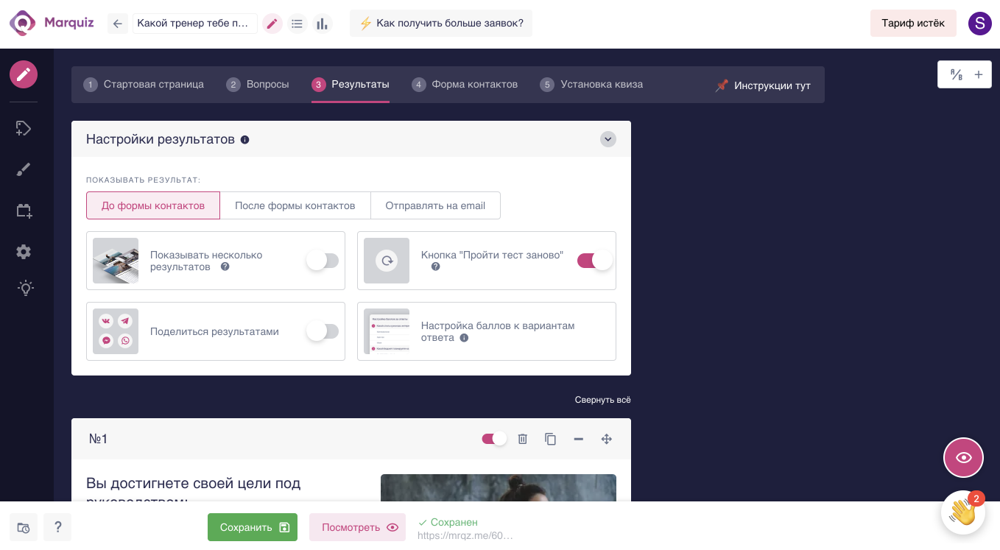 Marquiz
Какой тренер тебе п...
⚡ Как получить больше заявок?
Тариф истёк
S
1 Стартовая страница
2 Вопросы
3 Результаты
4 Форма контактов
5 Установка квиза
Инструкции тут
A/B +
Настройки результатов
ПОКАЗЫВАТЬ РЕЗУЛЬТАТ:
До формы контактов
После формы контактов
Отправлять на email
Показывать несколько
результатов
Кнопка "Пройти тест заново"
Поделиться результатами
Настройка баллов к вариантам
ответа
Свернуть всё
№1
Вы достигнете своей цели под
руководством:
?
Сохранить
Посмотреть
Сохранен
https://mrqz.me/60...
2